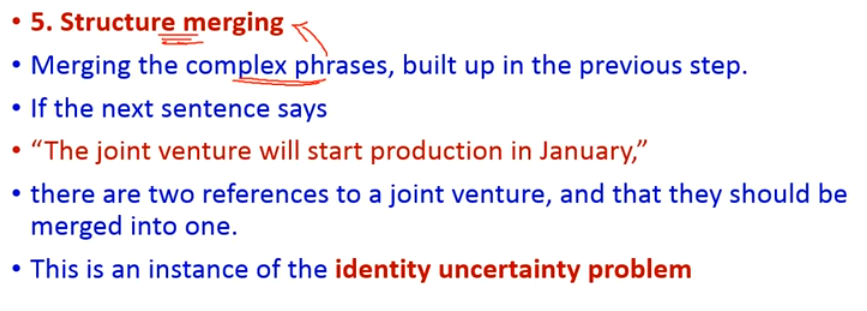 • 5. Structure merging
• Merging the complex phrases, built up in the previous step.
• If the next sentence says
• “The joint venture will start production in January,”
• there are two references to a joint venture, and that they should be
merged into one.
• This is an instance of the identity uncertainty problem